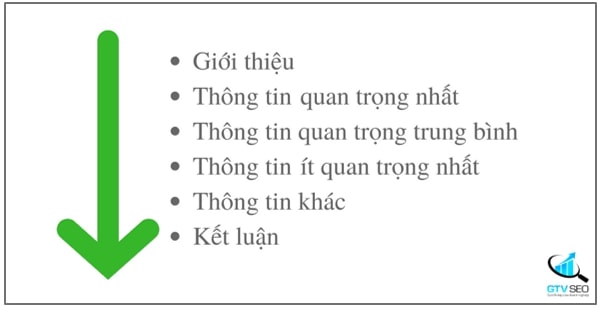 Giới thiệu
Thông tin quan trọng nhất
Thông tin quan trọng trung bình
Thông tin ít quan trọng nhất
Thông tin khác
Kết luận
GTV SEO